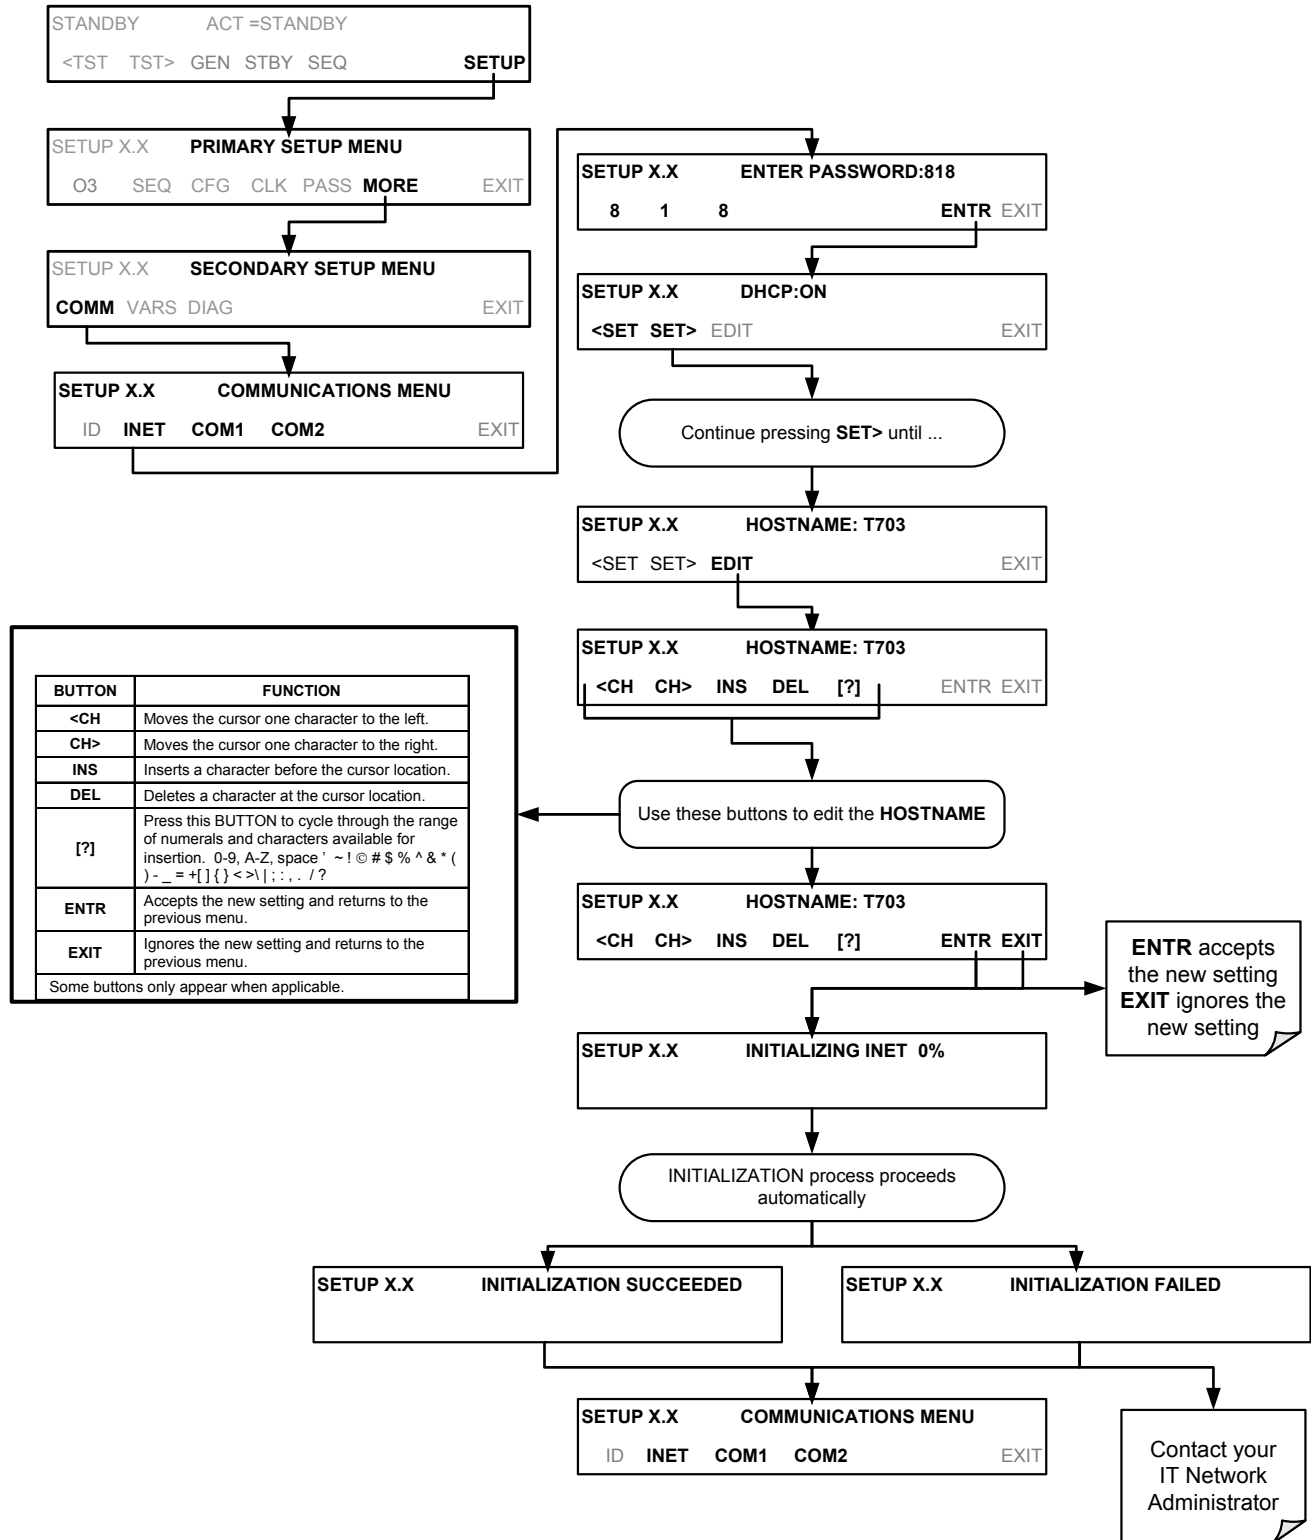 STANDBY ACT =STANDBY
<TST TST> GEN STBY SEQ SETUP
SETUP X.X PRIMARY SETUP MENU
O3 SEQ CFG CLK PASS MORE EXIT
SETUP X.X SECONDARY SETUP MENU
COMM VARS DIAG EXIT
SETUP X.X COMMUNICATIONS MENU
ID INET COM1 COM2 EXIT
SETUP X.X ENTER PASSWORD:818
8 1 8 ENTR EXIT
SETUP X.X DHCP:ON
<SET SET> EDIT EXIT
Continue pressing SET> until ...
SETUP X.X HOSTNAME: T703
<SET SET> EDIT EXIT
SETUP X.X HOSTNAME: T703
<CH CH> INS DEL [?] ENTR EXIT
Use these buttons to edit the HOSTNAME
BUTTON FUNCTION
<CH Moves the cursor one character to the left.
CH> Moves the cursor one character to the right.
INS Inserts a character before the cursor location.
DEL Deletes a character at the cursor location.
[?] Press this BUTTON to cycle through the range
of numerals and characters available for
insertion. 0-9, A-Z, space ' ~ ! © # $ % ^ & * (
) - _ = +[ ] { } < >\ | ; : , . / ?
ENTR Accepts the new setting and returns to the
previous menu.
EXIT Ignores the new setting and returns to the
previous menu.
Some buttons only appear when applicable.
SETUP X.X HOSTNAME: T703
<CH CH> INS DEL [?] ENTR EXIT
ENTR accepts
the new setting
EXIT ignores the
new setting
SETUP X.X INITIALIZING INET 0%
INITIALIZATION process proceeds
automatically
SETUP X.X INITIALIZATION SUCCEEDED
SETUP X.X INITIALIZATION FAILED
SETUP X.X COMMUNICATIONS MENU
ID INET COM1 COM2 EXIT
Contact your
IT Network
Administrator